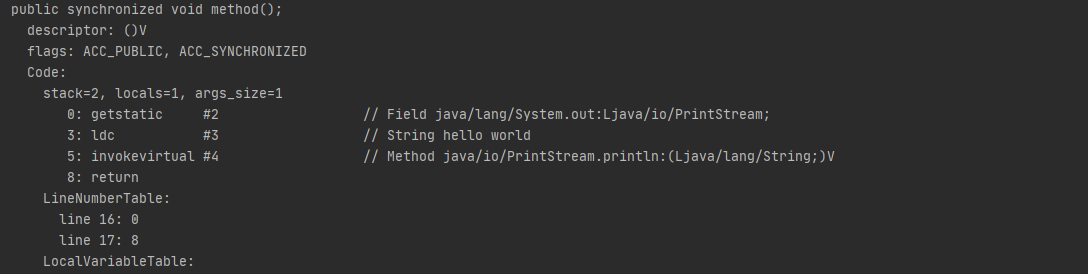 public synchronized void method();
  descriptor: ()V
  flags: ACC_PUBLIC, ACC_SYNCHRONIZED
  Code:
    stack=2, locals=1, args_size=1
       0: getstatic     #2                  // Field java/lang/System.out:Ljava/io/PrintStream;
       3: ldc           #3                  // String hello world
       5: invokevirtual #4                  // Method java/io/PrintStream.println:(Ljava/lang/String;)V
       8: return
    LineNumberTable:
      line 16: 0
      line 17: 8
    LocalVariableTable: